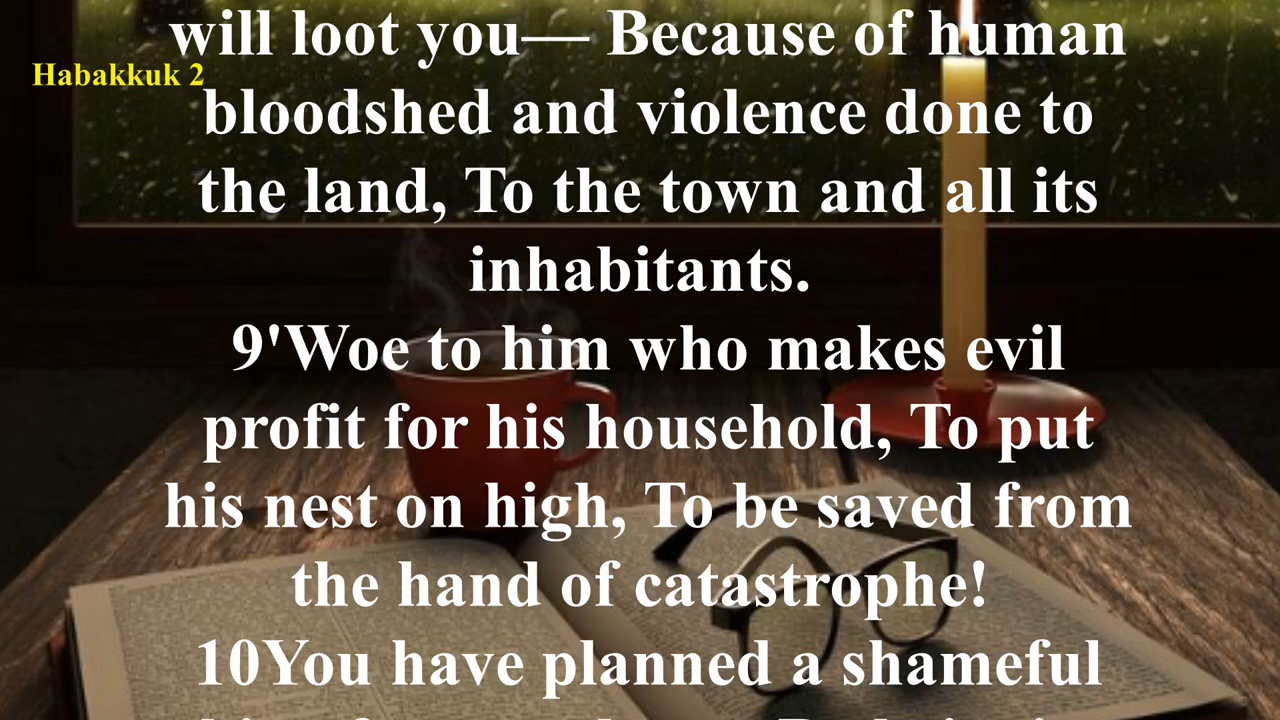 will loot you— Because of human
Habakkuk 2
bloodshed and violence done to
the land, To the town and all its
inhabitants.
9'Woe to him who makes evil
profit for his household, To put
his nest on high, To be saved from
the hand of catastrophe!
10You have planned a shameful